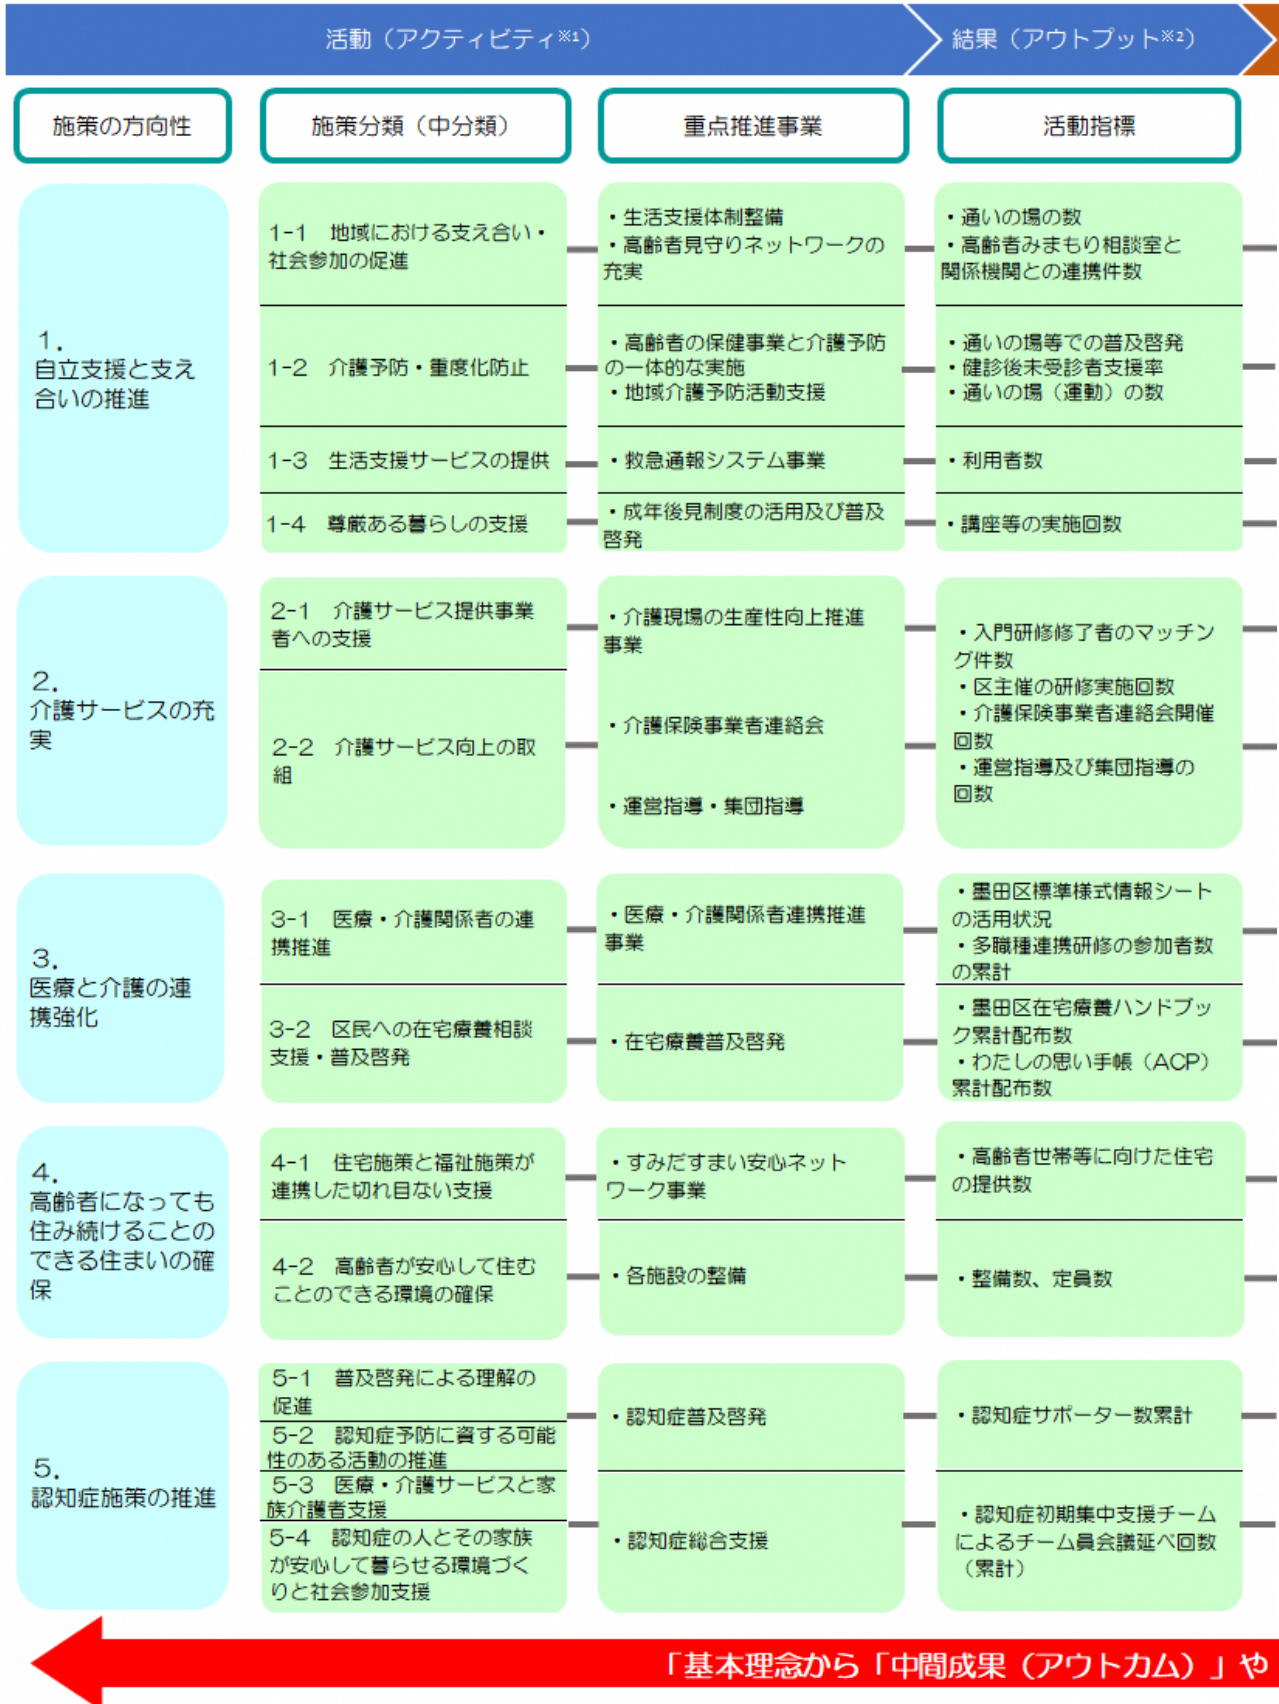 活動（アクティビティ※1）
結果（アウトプット※2）
施策の方向性
施策分類（中分類）
重点推進事業
活動指標
1．
自立支援と支え
合いの推進
1-1　地域における支え合い・
社会参加の促進
・生活支援体制整備
・高齢者見守りネットワークの
充実
・通いの場の数
・高齢者みまもり相談室と
関係機関との連携件数
1-2　介護予防・重度化防止
・高齢者の保健事業と介護予防
の一体的な実施
・地域介護予防活動支援
・通いの場等での普及啓発
・健診後未受診者支援率
・通いの場（運動）の数
1-3　生活支援サービスの提供
・救急通報システム事業
・利用者数
1-4　尊厳ある暮らしの支援
・成年後見制度の活用及び普及
啓発
・講座等の実施回数
2．
介護サービスの充
実
2-1　介護サービス提供事業
者への支援
2-2　介護サービス向上の取
組
・介護現場の生産性向上推進
事業
・介護保険事業者連絡会
・運営指導・集団指導
・入門研修修了者のマッチン
グ件数
・区主催の研修実施回数
・介護保険事業者連絡会開催
回数
・運営指導及び集団指導の
回数
3．
医療と介護の連
携強化
3-1　医療・介護関係者の連
携推進
・医療・介護関係者連携推進
事業
・墨田区標準様式情報シート
の活用状況
・多職種連携研修の参加者数
の累計
3-2　区民への在宅療養相談
支援・普及啓発
・在宅療養普及啓発
・墨田区在宅療養ハンドブッ
ク累計配布数
・わたしの思い手帳（ACP）
累計配布数
4．
高齢者になっても
住み続けることの
できる住まいの確
保
4-1　住宅施策と福祉施策が
連携した切れ目ない支援
・すみだすまい安心ネット
ワーク事業
・高齢者世帯等に向けた住宅
の提供数
4-2　高齢者が安心して住む
ことのできる環境の確保
・各施設の整備
・整備数、定員数
5．
認知症施策の推進
5-1　普及啓発による理解の
促進
5-2　認知症予防に資する可能
性のある活動の推進
5-3　医療・介護サービスと家
族介護者支援
5-4　認知症の人とその家族
が安心して暮らせる環境づく
りと社会参加支援
・認知症普及啓発
・認知症総合支援
・認知症サポーター数累計
・認知症初期集中支援チーム
によるチーム員会議延べ回数
（累計）
「基本理念から「中間成果（アウトカム）」や